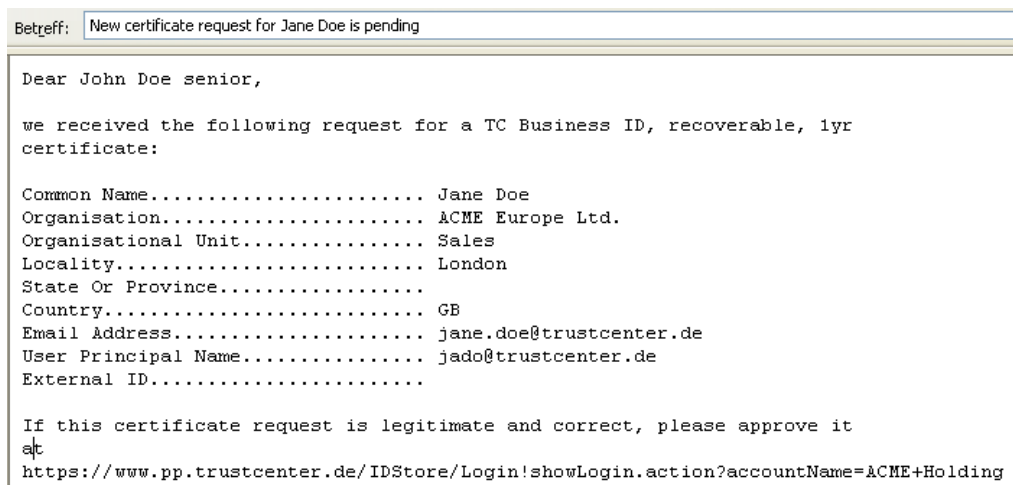 Betreff: New certificate request for Jane Doe is pending
Dear John Doe senior,
we received the following request for a TC Business ID, recoverable, 1yr
certificate:
Common Name........................ Jane Doe
Organisation....................... ACME Europe Ltd.
Organisational Unit................ Sales
Locality........................... London
State Or Province..................
Country............................ GB
Email Address...................... jane.doe@trustcenter.de
User Principal Name................ jado@trustcenter.de
External ID........................
If this certificate request is legitimate and correct, please approve it
at
https://www.pp.trustcenter.de/IDStore/Login!showLogin.action?accountName=ACME+Holding